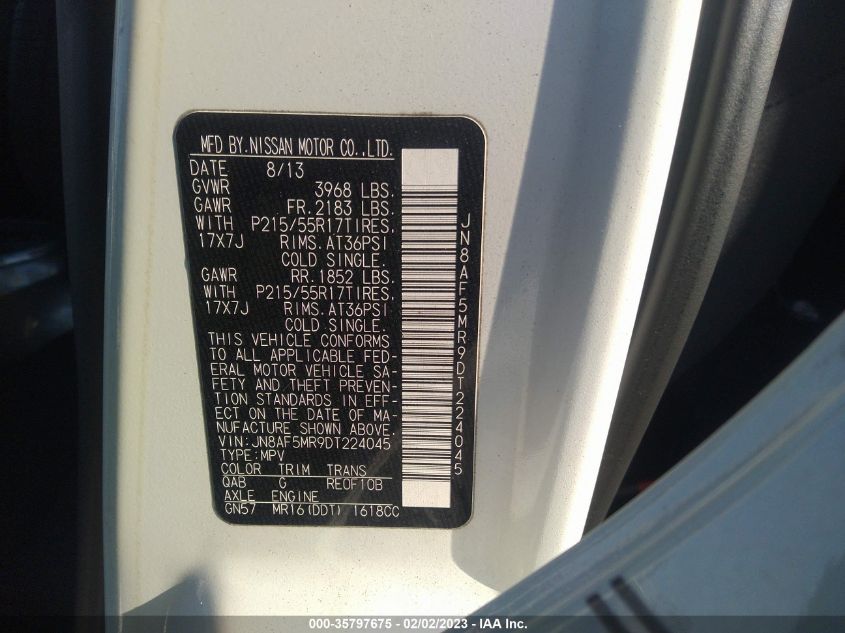 MFD BY.NISSAN MOTOR CO.,LTD.
DATE 8/13
GVWR 3968 LBS.
GAWR FR.2183 LBS.
WITH P215/55R17TIRES,
17X7J RIMS.AT36PSI
COLD SINGLE.
GAWR RR.1852 LBS.
WITH P215/55R17TIRES,
17X7J RIMS.AT36PSI
COLD SINGLE.
THIS VEHICLE CONFORMS
TO ALL APPLICABLE FED-
ERAL MOTOR VEHICLE SA-
FETY AND THEFT PREVEN-
TION STANDARDS IN EFF-
ECT ON THE DATE OF MA-
NUFACTURE SHOWN ABOVE.
VIN:JN8AF5MR9DT224045
TYPE:MPV
COLOR TRIM TRANS
QAB G RE0F10B
AXLE ENGINE
GN57 MR16(DDT) 1618CC
JN8AF5MR9DT224045
000-35797675 - 02/02/2023 - IAA Inc.